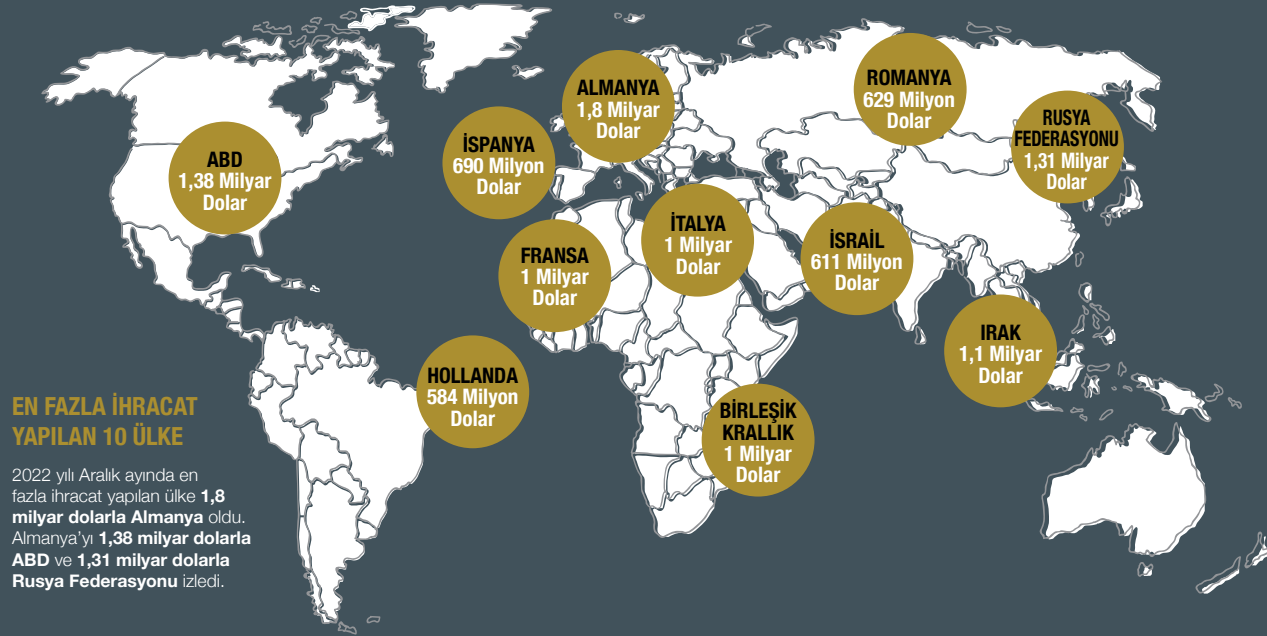 ALMANYA
1,8 Milyar
Dolar
ROMANYA
629 Milyon
Dolar
RUSYA
FEDERASYONU
1,31 Milyar
Dolar
İSPANYA
690 Milyon
Dolar
ABD
1,38 Milyar
Dolar
İTALYA
1 Milyar
Dolar
İSRAİL
611 Milyon
Dolar
FRANSA
1 Milyar
Dolar
IRAK
1,1 Milyar
Dolar
HOLLANDA
584 Milyon
Dolar
BİRLEŞİK
KRALLIK
1 Milyar
Dolar
EN FAZLA İHRACAT
YAPILAN 10 ÜLKE
2022 yılı Aralık ayında en
fazla ihracat yapılan ülke 1,8
milyar dolarla Almanya oldu.
Almanya’yı 1,38 milyar dolarla
ABD ve 1,31 milyar dolarla
Rusya Federasyonu izledi.